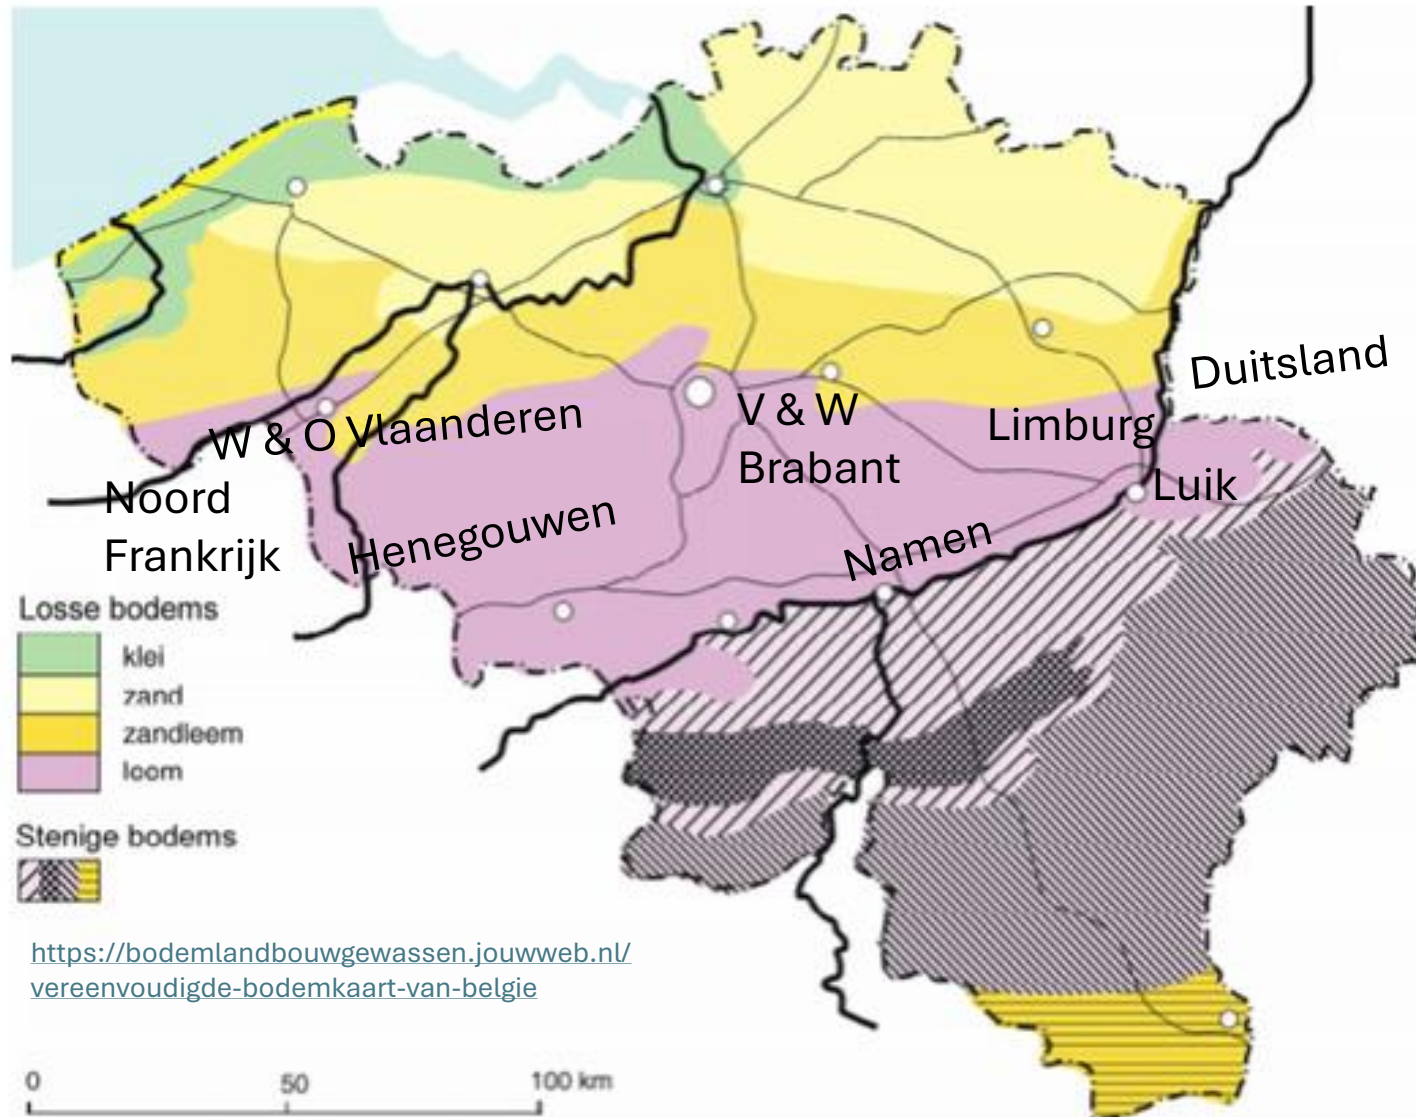 Duitsland
W & O Vlaanderen
V & W
Brabant
Limburg
Luik
Noord
Frankrijk
Henegouwen
Namen
Losse bodems
klei
zand
zandleem
loom
Stenige bodems
https://bodemlandbouwgewassen.jouwweb.nl/
vereenvoudigde-bodemkaart-van-belgie
0 50 100 km